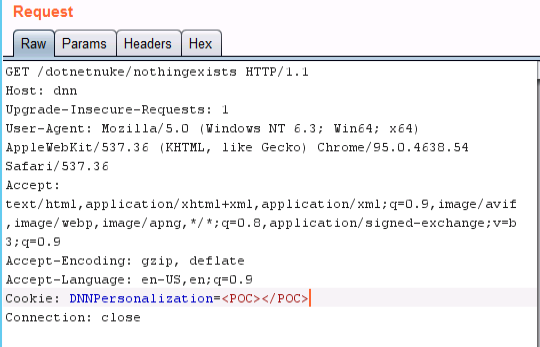 Request
Raw Params Headers Hex
GET /dotnetnuke/nothingexists HTTP/1.1
Host: dnn
Upgrade-Insecure-Requests: 1
User-Agent: Mozilla/5.0 (Windows NT 6.3; Win64; x64)
AppleWebKit/537.36 (KHTML, like Gecko) Chrome/95.0.4638.54
Safari/537.36
Accept:
text/html,application/xhtml+xml,application/xml;q=0.9,image/avif
,image/webp,image/apng,*/*;q=0.8,application/signed-exchange;v=b
3;q=0.9
Accept-Encoding: gzip, deflate
Accept-Language: en-US,en;q=0.9
Cookie: DNNPersonalization=<POC></POC>
Connection: close